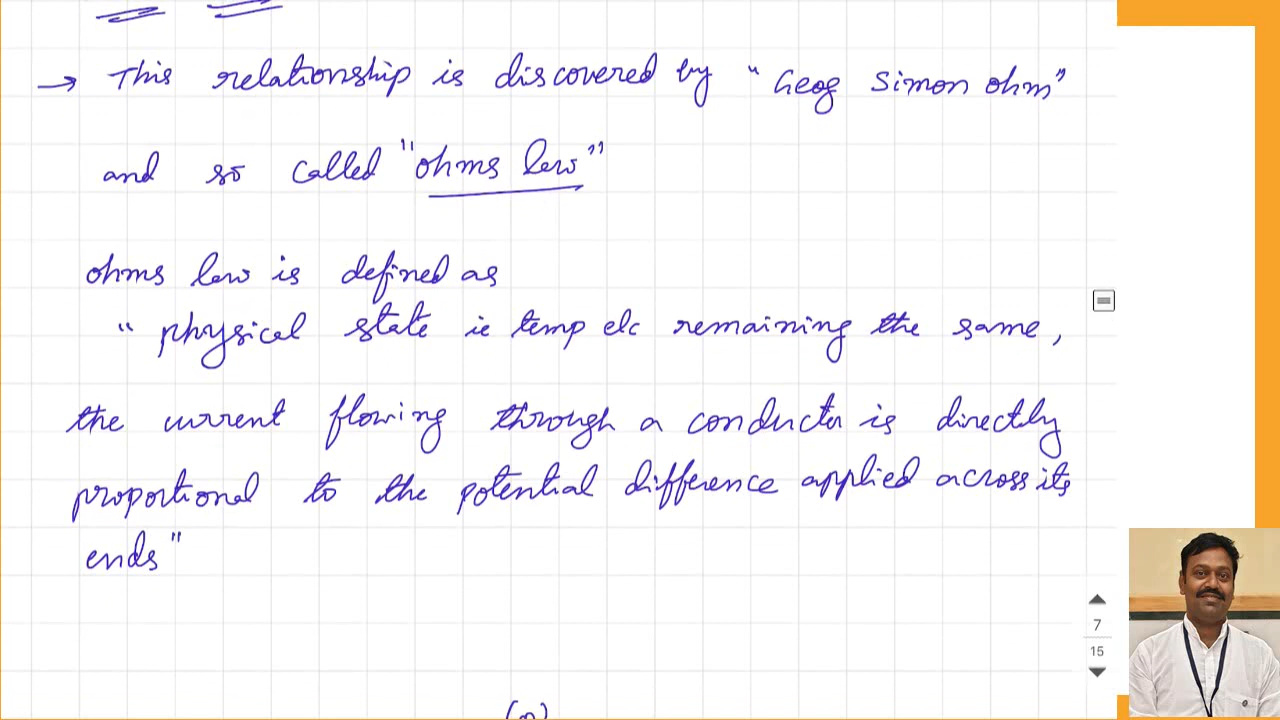 → This relationship is discovered by "Geog Simon ohm"
and so called "ohms law"
ohms law is defined as
" physical state ie temp etc remaining the same,
the current flowing through a conductor is directly
proportional to the potential difference applied across its
ends"
7
15